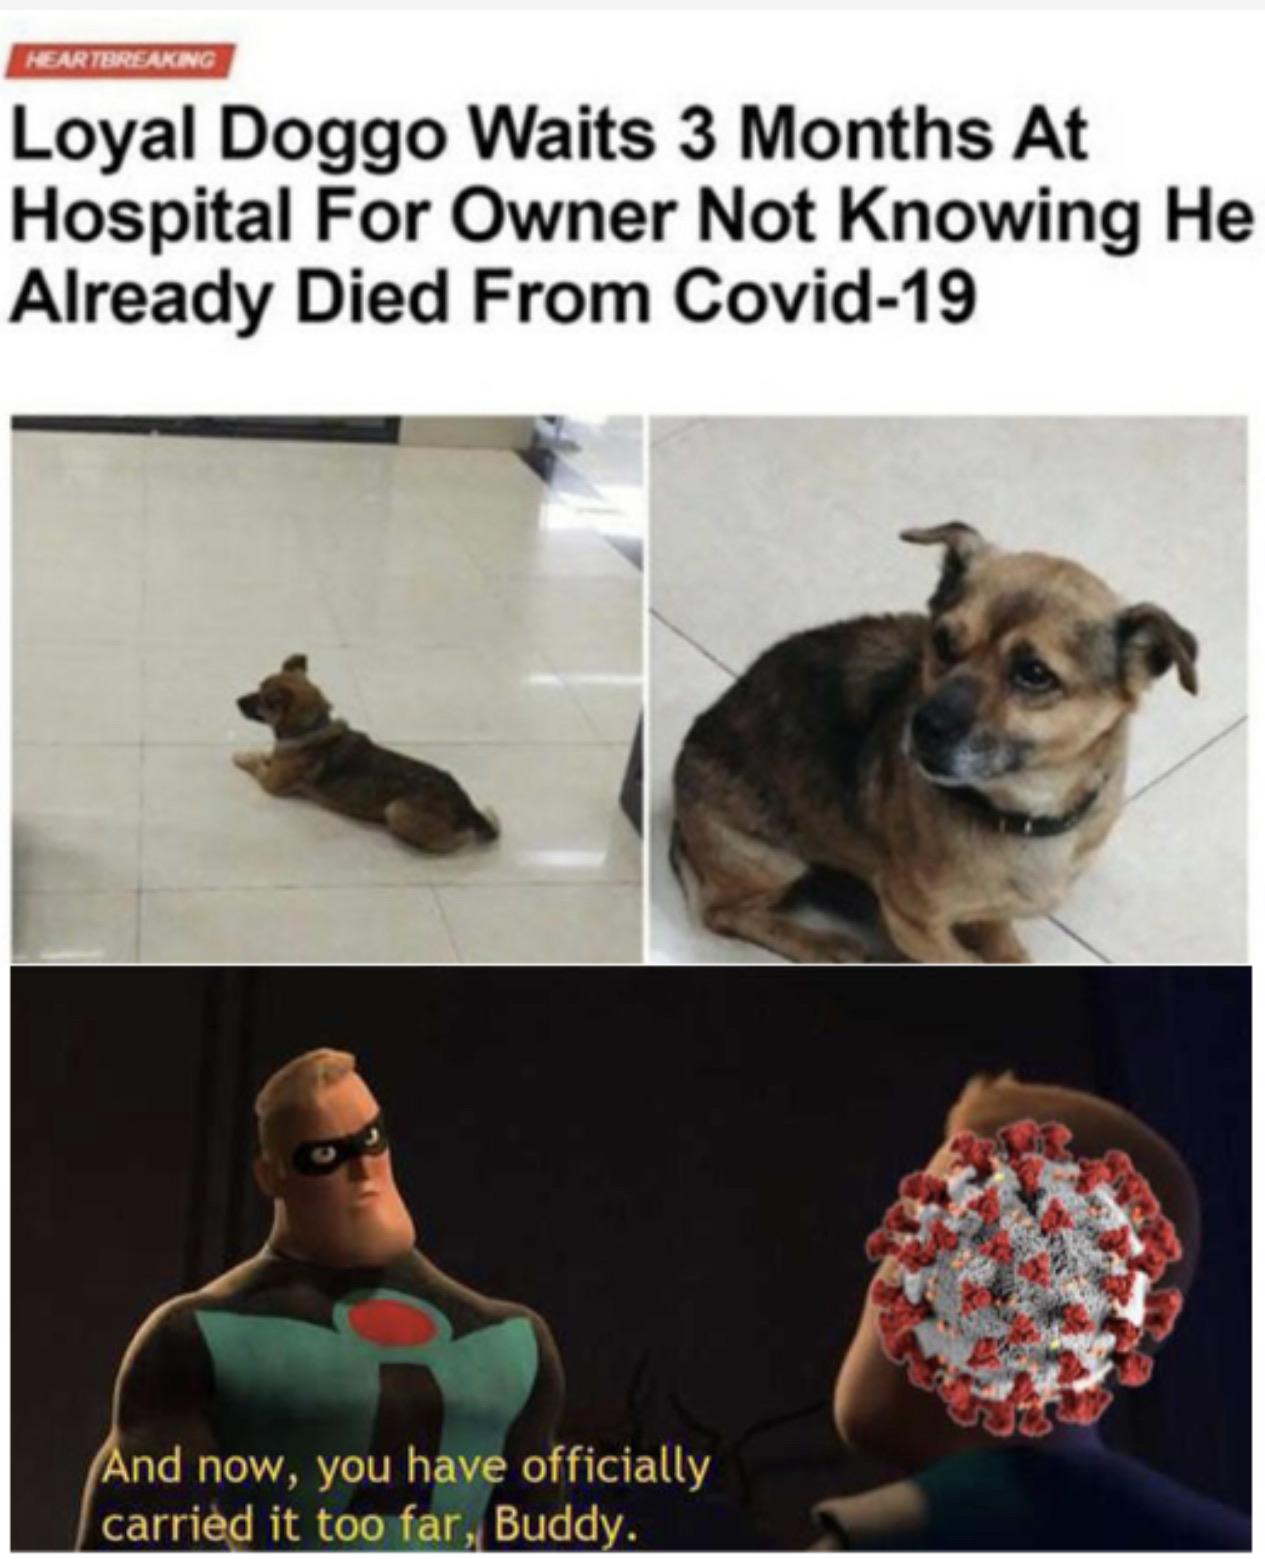 HEARTBREAKING
Loyal Doggo Waits 3 Months At
Hospital For Owner Not Knowing He
Already Died From Covid-19
And now, you have officially
carried it too far, Buddy.